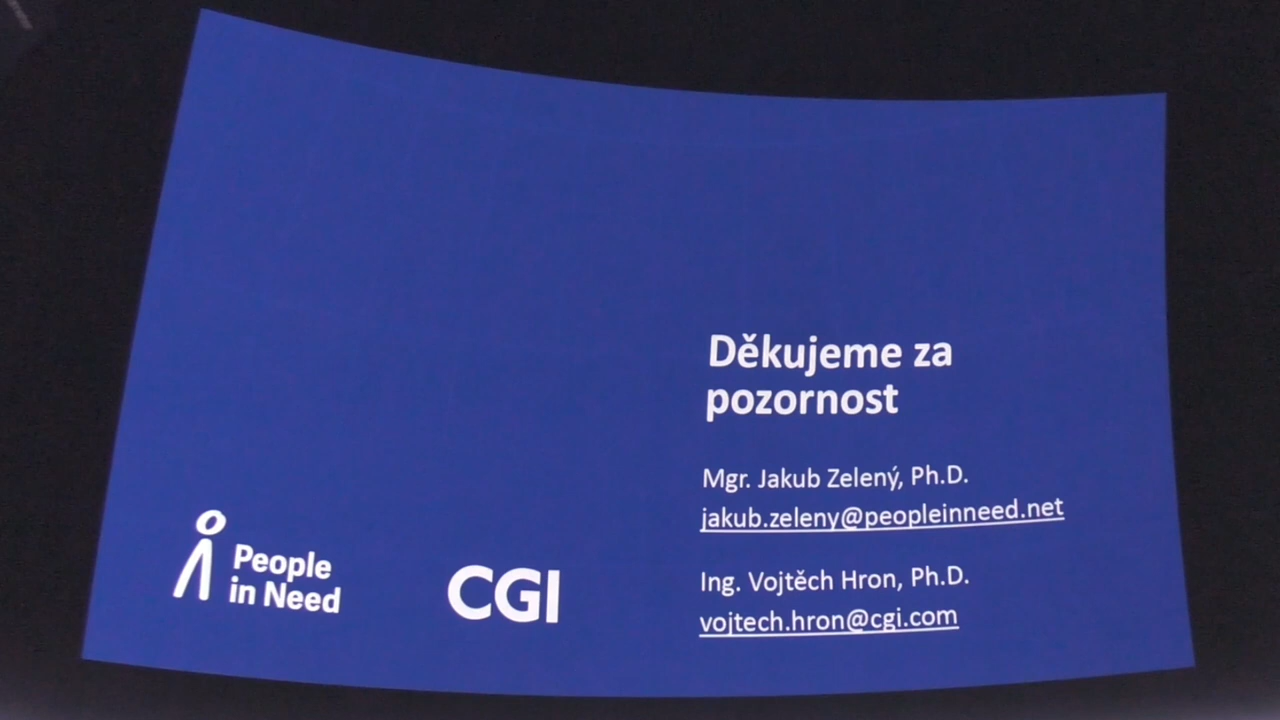 Děkujeme za
pozornost
Mgr. Jakub Zelený, Ph.D.
jakub.zeleny@peopleinneed.net
Ing. Vojtěch Hron, Ph.D.
vojtech.hron@cgi.com
People
in Need
CGI